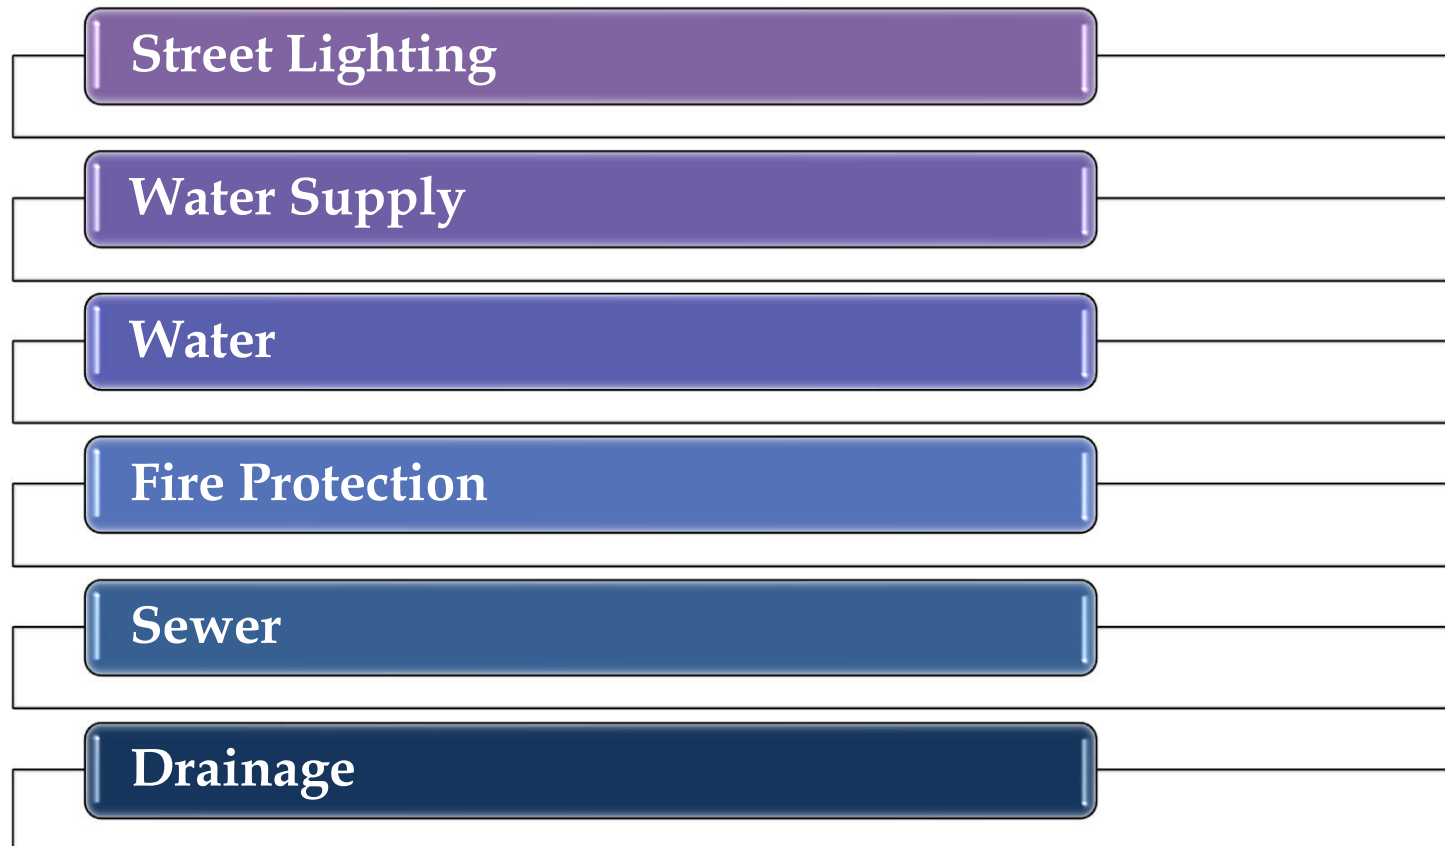 Street Lighting
Water Supply
Water
Fire Protection
Sewer
Drainage